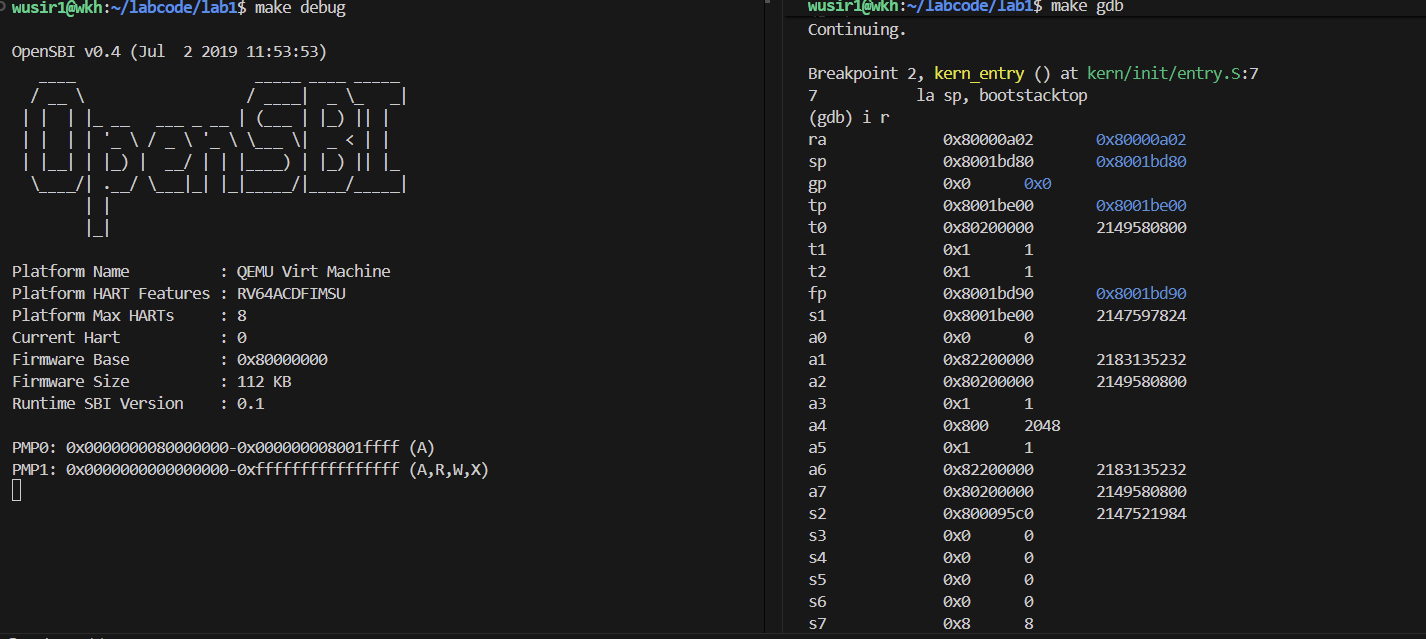 wusir1@wkh:~/labcode/lab1$ make debug

OpenSBI v0.4 (Jul  2 2019 11:53:53)
   ____                    _____ ____ _____
  / __ \                  / ____|  _ \_   _|
 | |  | |_ __   ___ _ __ | (___ | |_) || |
 | |  | | '_ \ / _ \ '_ \ \___ \|  _ < | |
 | |__| | |_) |  __/ | | |____) | |_) || |_
  \____/| .__/ \___|_| |_|_____/|____/_____|
        | |
        |_|

Platform Name          : QEMU Virt Machine
Platform HART Features : RV64ACDFIMSU
Platform Max HARTs     : 8
Current Hart           : 0
Firmware Base          : 0x80000000
Firmware Size          : 112 KB
Runtime SBI Version    : 0.1

PMP0: 0x0000000080000000-0x000000008001ffff (A)
PMP1: 0x0000000000000000-0xffffffffffffffff (A,R,W,X)
wusir1@wkh:~/labcode/lab1$ make gdb
Continuing.

Breakpoint 2, kern_entry () at kern/init/entry.S:7
7           la sp, bootstacktop
(gdb) i r
ra             0x80000a02       0x80000a02
sp             0x8001bd80       0x8001bd80
gp             0x0      0x0
tp             0x8001be00       0x8001be00
t0             0x80200000       2149580800
t1             0x1      1
t2             0x1      1
fp             0x8001bd90       0x8001bd90
s1             0x8001be00       2147597824
a0             0x0      0
a1             0x82200000       2183135232
a2             0x80200000       2149580800
a3             0x1      1
a4             0x800    2048
a5             0x1      1
a6             0x82200000       2183135232
a7             0x80200000       2149580800
s2             0x800095c0       2147521984
s3             0x0      0
s4             0x0      0
s5             0x0      0
s6             0x0      0
s7             0x8      8